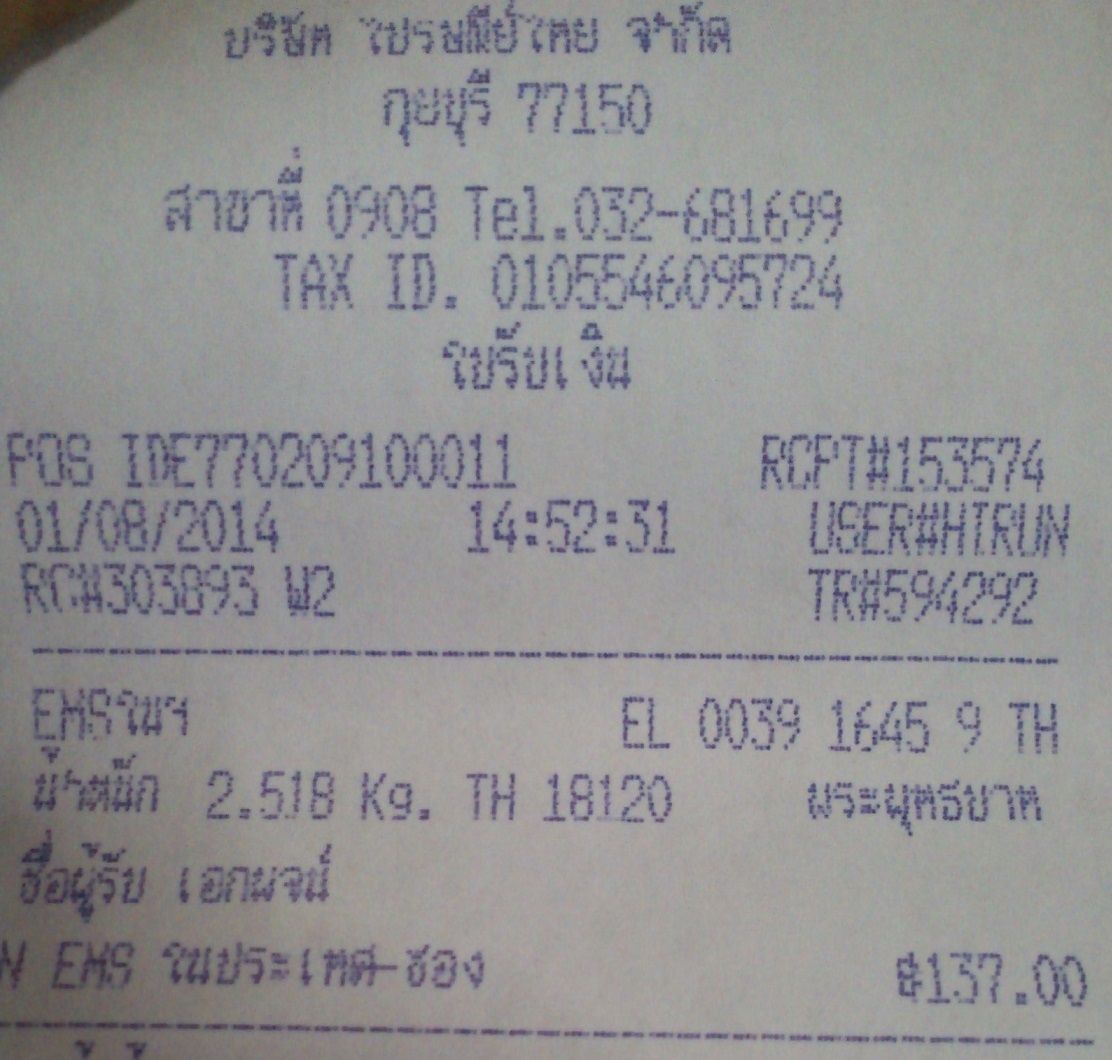 บริษัท ไปรษณีย์ไทย จำกัด
กุยบุรี 77150
สาขาที่ 0908 Tel.032-681699
TAX ID. 0105546095724
ใบรับเงิน
POS IDE770209100011 RCPT#153574
01/08/2014 14:52:31 USER#HIRUN
RC#303893 W2 TR#594292
EMSในฯ EL 0039 1645 9 TH
น้ำหนัก 2.518 Kg. TH 18120 พระพุทธบาท
ชื่อผู้รับ เอกพจน์
N EMS ในประเทศ-ซอง ฿137.00